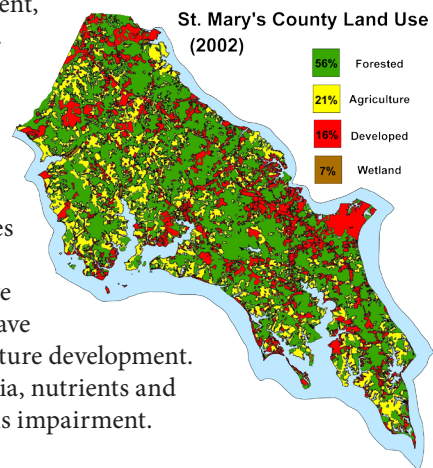 ent,
St. Mary's County Land Use
(2002)
56% Forested
21% Agriculture
16% Developed
7% Wetland
es
e
ave
ture development.
ia, nutrients and
s impairment.